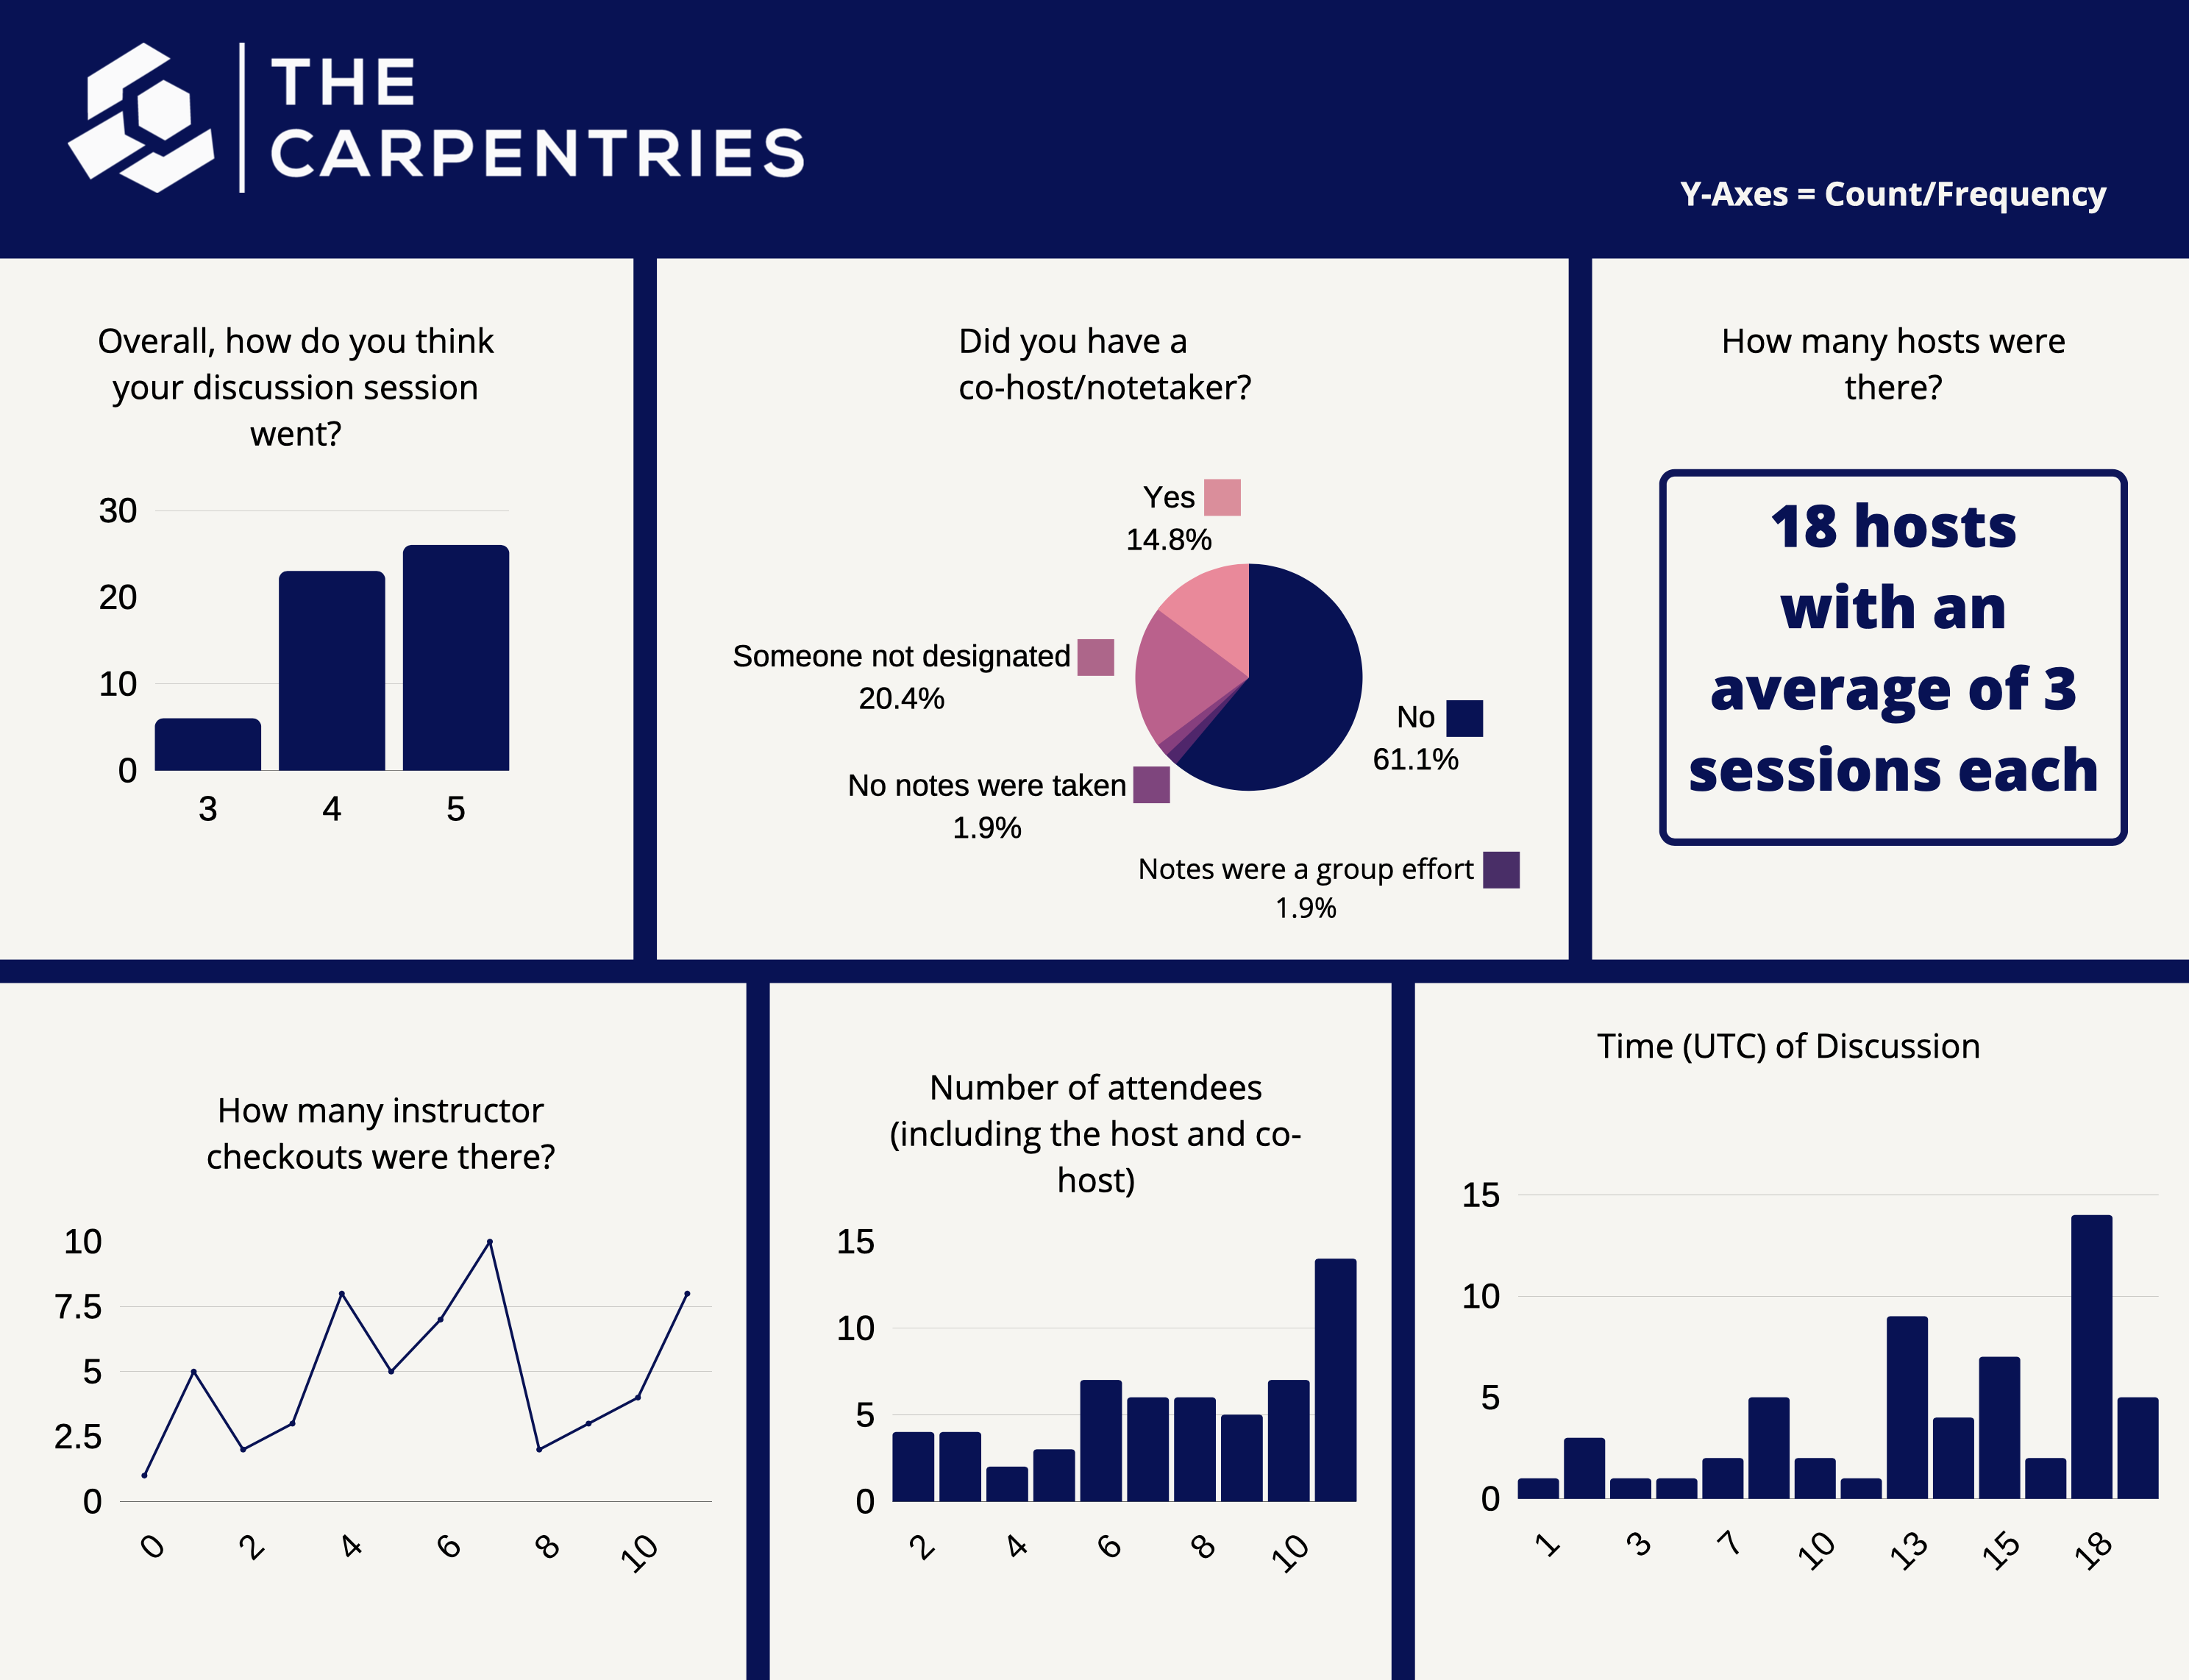 THE
CARPENTRIES
Y-Axes = Count/Frequency
Overall, how do you think
your discussion session
went?
30
20
10
0
3 4 5
Did you have a
co-host/notetaker?
Yes
14.8%
Someone not designated
20.4%
No
61.1%
No notes were taken
1.9%
Notes were a group effort
1.9%
How many hosts were
there?
18 hosts
with an
average of 3
sessions each
How many instructor
checkouts were there?
10
7.5
5
2.5
0
0 2 4 6 8 10
Number of attendees
(including the host and co-
host)
15
10
5
0
2 4 6 8 10
Time (UTC) of Discussion
15
10
5
0
1 3 7 10 13 15 18